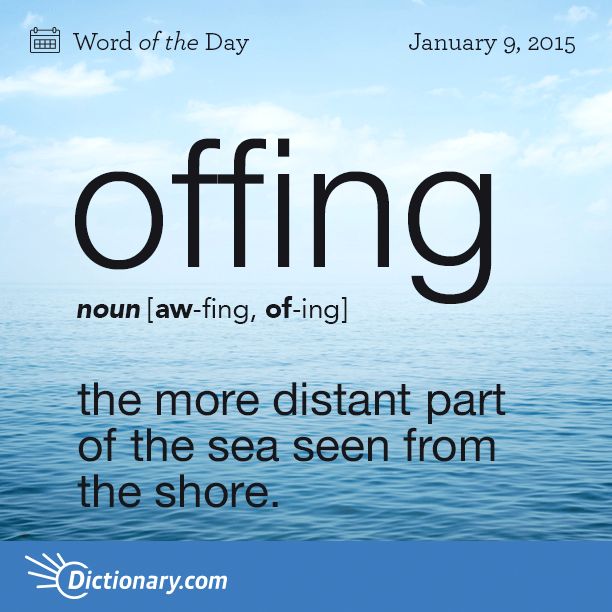 Word of the Day
January 9, 2015
offing
noun [aw-fing, of-ing]
the more distant part
of the sea seen from
the shore.
Dictionary.com